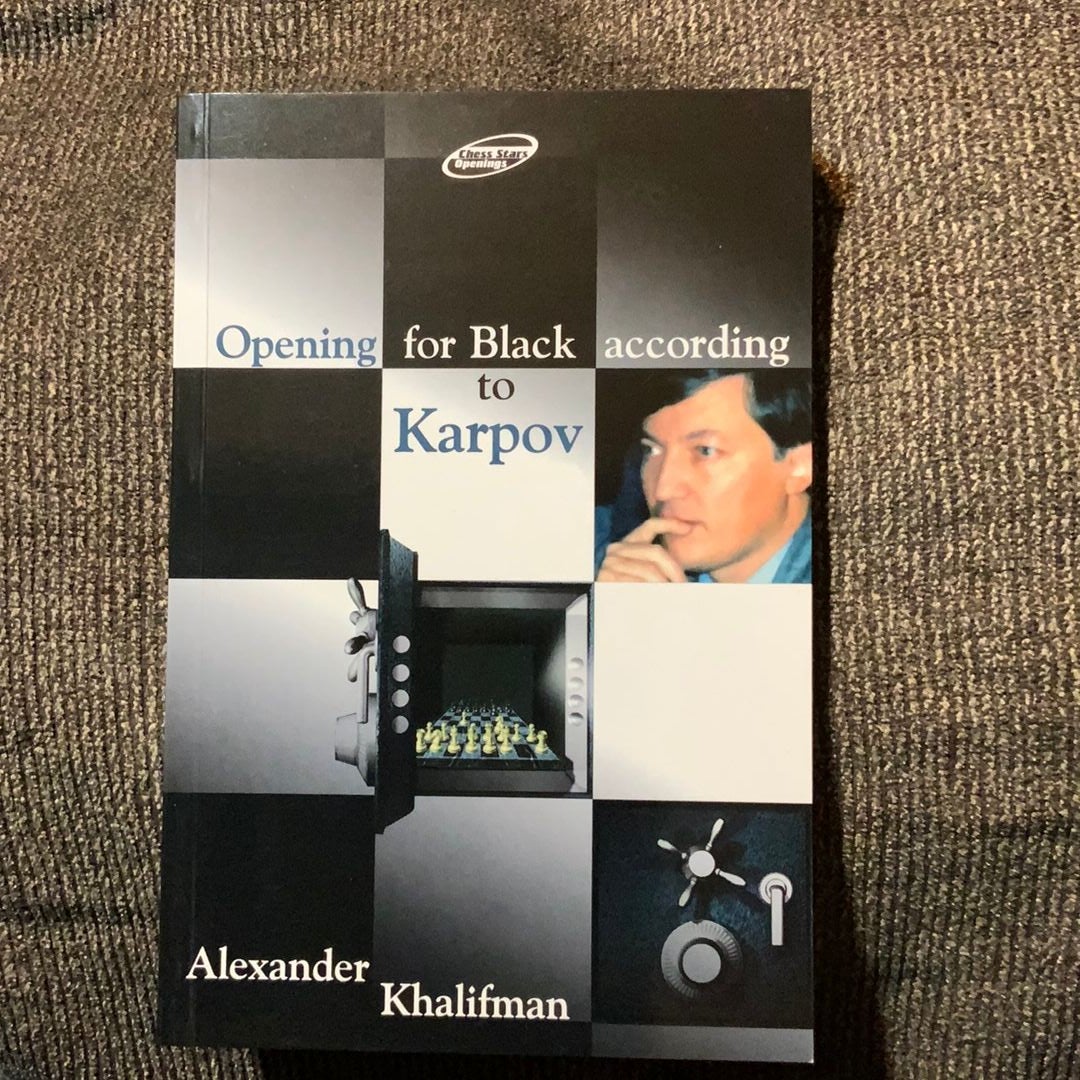 Chess Stars
Openings
Opening for Black according
to
Karpov
Alexander
Khalifman